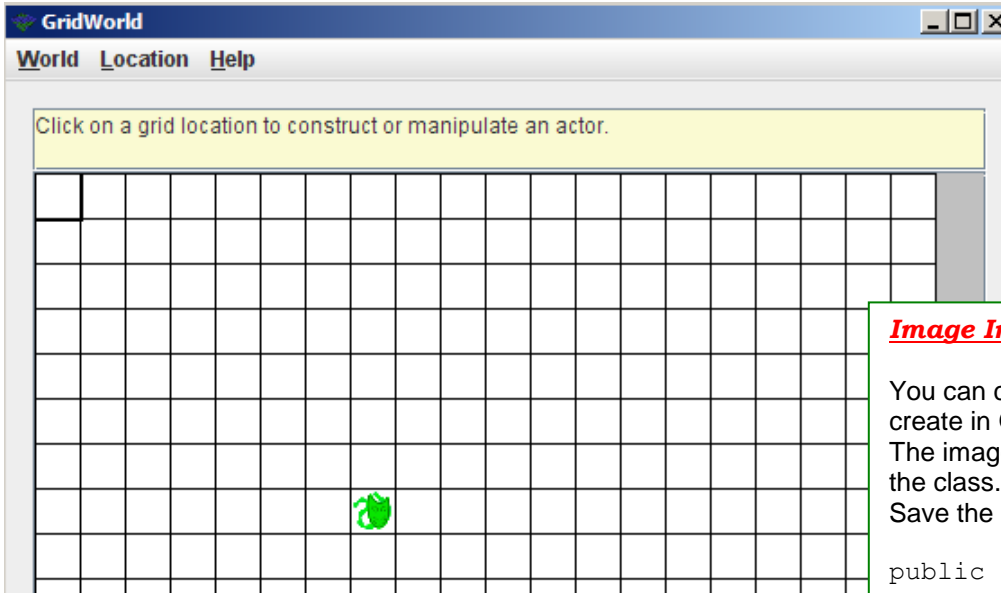 GridWorld
World Location Help
Click on a grid location to construct or manipulate an actor.
Image
You can
create in
The
the class.
Save the
public